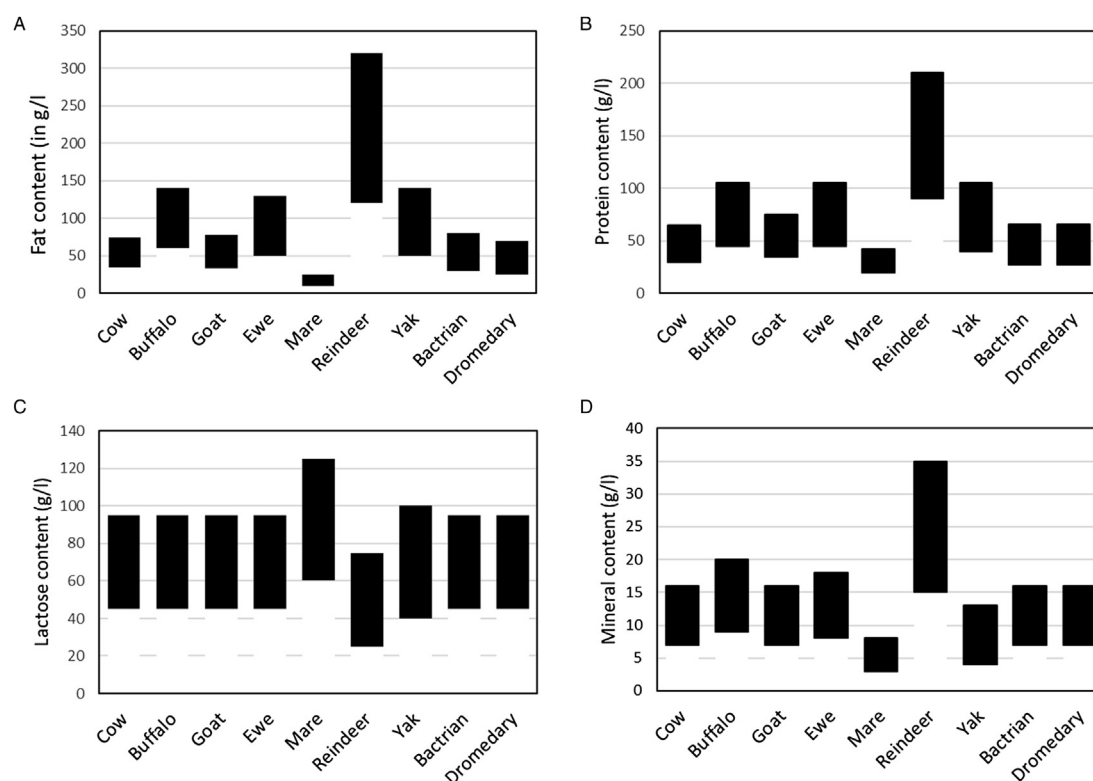 A
Fat content (in g/l
350
300
250
200
150
100
50
0
Cow
Buffalo
Goat
Ewe
Mare
Reindeer
Yak
Bactrian
Dromedary
B
Protein content (g/l)
250
200
150
100
50
0
Cow
Buffalo
Goat
Ewe
Mare
Reindeer
Yak
Bactrian
Dromedary
C
Lactose content (g/l)
140
120
100
80
60
40
20
0
Cow
Buffalo
Goat
Ewe
Mare
Reindeer
Yak
Bactrian
Dromedary
D
Mineral content (g/l)
40
35
30
25
20
15
10
5
0
Cow
Buffalo
Goat
Ewe
Mare
Reindeer
Yak
Bactrian
Dromedary